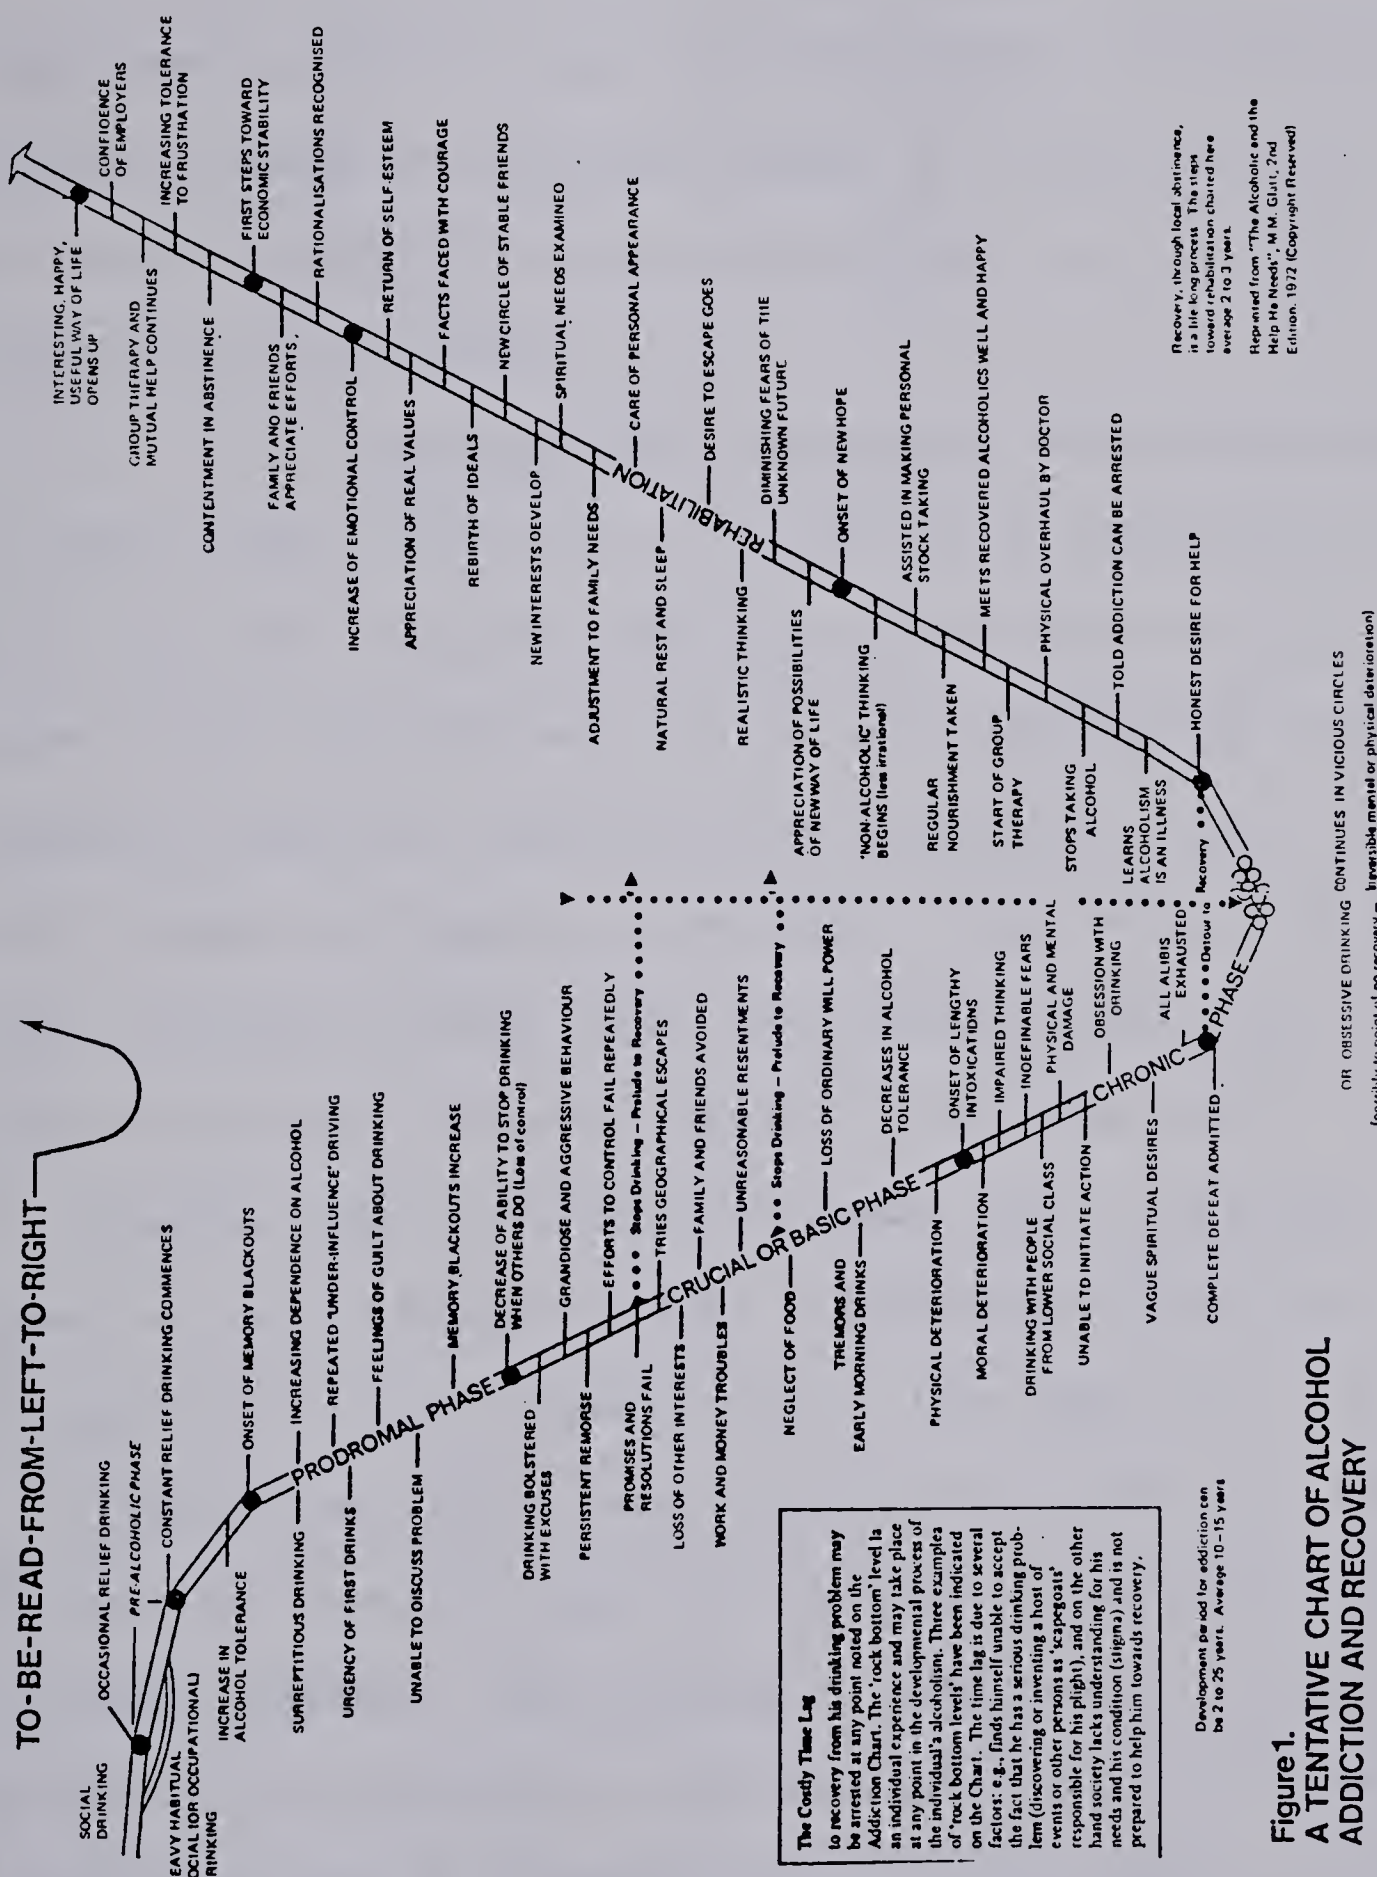 TO-BE-READ-FROM-LEFT-TO-RIGHT
SOCIAL
DRINKING
OCCASIONAL RELIEF DRINKING
PRE-ALCOHOLIC PHASE
CONSTANT RELIEF DRINKING COMMENCES
EAVY HABITUAL
OCIAL (OR OCCUPATIONAL)
RINKING
INCREASE IN
ALCOHOL TOLERANCE
ONSET OF MEMORY BLACKOUTS
SURREPTITIOUS DRINKING
INCREASING DEPENDENCE ON ALCOHOL
PRODROMAL PHASE
URGENCY OF FIRST DRINKS
REPEATED 'UNDER-INFLUENCE' DRIVING
FEELINGS OF GUILT ABOUT DRINKING
UNABLE TO DISCUSS PROBLEM
MEMORY BLACKOUTS INCREASE
DECREASE OF ABILITY TO STOP DRINKING
WHEN OTHERS DO (Loss of control)
DRINKING BOLSTERED
WITH EXCUSES
GRANDIOSE AND AGGRESSIVE BEHAVIOUR
PERSISTENT REMORSE
EFFORTS TO CONTROL FAIL REPEATEDLY
PROMISES AND
RESOLUTIONS FAIL
Stops Drinking – Prelude to Recovery
TRIES GEOGRAPHICAL ESCAPES
LOSS OF OTHER INTERESTS
CRUCIAL OR BASIC PHASE
FAMILY AND FRIENDS AVOIDED
WORK AND MONEY TROUBLES
UNREASONABLE RESENTMENTS
Stops Drinking – Prelude to Recovery
NEGLECT OF FOOD
LOSS OF ORDINARY WILL POWER
TREMORS AND
EARLY MORNING DRINKS
DECREASES IN ALCOHOL
TOLERANCE
PHYSICAL DETERIORATION
ONSET OF LENGTHY
INTOXICATIONS
MORAL DETERIORATION
IMPAIRED THINKING
DRINKING WITH PEOPLE
FROM LOWER SOCIAL CLASS
INDEFINABLE FEARS
PHYSICAL AND MENTAL
DAMAGE
UNABLE TO INITIATE ACTION
CHRONIC PHASE
OBSESSION WITH
DRINKING
VAGUE SPIRITUAL DESIRES
ALL ALIBIS
EXHAUSTED
COMPLETE DEFEAT ADMITTED
Detour to Recovery
OR OBSESSIVE DRINKING CONTINUES IN VICIOUS CIRCLES
irreversible mental or physical deterioration)
HONEST DESIRE FOR HELP
LEARNS
ALCOHOLISM
IS AN ILLNESS
TOLD ADDICTION CAN BE ARRESTED
STOPS TAKING
ALCOHOL
PHYSICAL OVERHAUL BY DOCTOR
START OF GROUP
THERAPY
MEETS RECOVERED ALCOHOLICS WELL AND HAPPY
REGULAR
NOURISHMENT TAKEN
ASSISTED IN MAKING PERSONAL
STOCK TAKING
'NON-ALCOHOLIC' THINKING
BEGINS (less irrational)
ONSET OF NEW HOPE
APPRECIATION OF POSSIBILITIES
OF NEW WAY OF LIFE
DIMINISHING FEARS OF THE
UNKNOWN FUTURE
REHABILITATION
REALISTIC THINKING
DESIRE TO ESCAPE GOES
NATURAL REST AND SLEEP
CARE OF PERSONAL APPEARANCE
ADJUSTMENT TO FAMILY NEEDS
SPIRITUAL NEEDS EXAMINED
NEW INTERESTS DEVELOP
NEW CIRCLE OF STABLE FRIENDS
REBIRTH OF IDEALS
FACTS FACED WITH COURAGE
APPRECIATION OF REAL VALUES
RETURN OF SELF-ESTEEM
INCREASE OF EMOTIONAL CONTROL
RATIONALISATIONS RECOGNISED
FAMILY AND FRIENDS
APPRECIATE EFFORTS
FIRST STEPS TOWARD
ECONOMIC STABILITY
CONTENTMENT IN ABSTINENCE
INCREASING TOLERANCE
TO FRUSTRATION
GROUP THERAPY AND
MUTUAL HELP CONTINUES
CONFIDENCE
OF EMPLOYERS
INTERESTING, HAPPY,
USEFUL WAY OF LIFE
OPENS UP
Recovery, through local abstinence,
is a life long process. The steps
toward rehabilitation charted here
average 2 to 3 years.
Reprinted from "The Alcoholic and the
Help He Needs", M.M. Glatt, 2nd
Edition. 1972 (Copyright Reserved)
The Costly Time Lag
to recovery from his drinking problem may
be arrested at any point noted on the
Addiction Chart. The 'rock bottom' level is
an individual experience and may take place
at any point in the developmental process of
the individual's alcoholism. Three examples
of 'rock bottom levels' have been indicated
on the Chart. The time lag is due to several
factors: e.g., finds himself unable to accept
the fact that he has a serious drinking prob-
lem (discovering or inventing a host of
events or other persons as 'scapegoats'
responsible for his plight), and on the other
hand society lacks understanding for his
needs and his condition (stigma) and is not
prepared to help him towards recovery.
Development period for addiction can
be 2 to 25 years. Average 10–15 years
Figure 1.
A TENTATIVE CHART OF ALCOHOL
ADDICTION AND RECOVERY